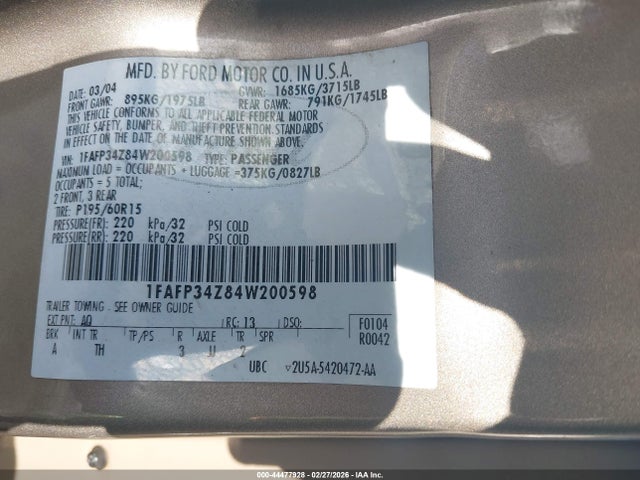 MFD. BY FORD MOTOR CO. IN U.S.A.
DATE: 03/04 GVWR: 1685KG/3715LB
FRONT GAWR: 895KG/1975LB REAR GAWR: 791KG/1745LB
THIS VEHICLE CONFORMS TO ALL APPLICABLE FEDERAL MOTOR
VEHICLE SAFETY, BUMPER, AND THEFT PREVENTION STANDARDS
IN EFFECT ON THE DATE OF MANUFACTURE SHOWN ABOVE.
VIN: 1FAFP34Z84W200598 TYPE: PASSENGER
MAXIMUM LOAD = OCCUPANTS + LUGGAGE =375KG/0827LB
OCCUPANTS = 5 TOTAL;
2 FRONT, 3 REAR
TIRE: P195/60R15
PRESSURE(FR): 220 kPa/32 PSI COLD
PRESSURE(RR): 220 kPa/32 PSI COLD
1FAFP34Z84W200598
TRAILER TOWING - SEE OWNER GUIDE
EXT PNT: AQ RC: 13 DSO: F0104
BRK INT TR TP/PS R AXLE TR SPR R0042
A TH 3 U 2
UBC ▽2U5A-5420472-AA
000-44477928 - 02/27/2026 - IAA Inc.